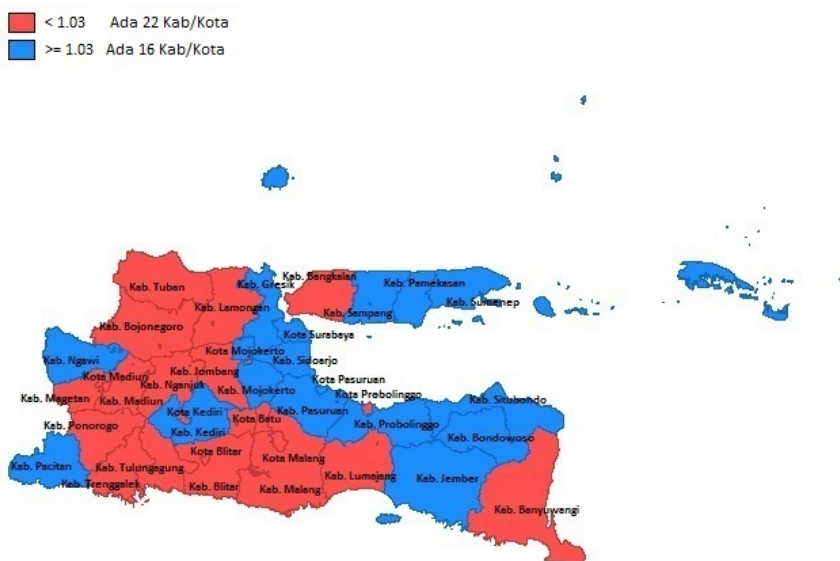 < 1.03 Ada 22 Kab/Kota
>= 1.03 Ada 16 Kab/Kota
Kab. Bangkalan
Kab. Tuban
Kab. Gresik
Kab. Pamekasan
Kab. Lamongan
Kab. Sampang
Kab. Sumenep
Kab. Bojonegoro
Kota Surabaya
Kab. Ngawi
Kota Mojokerto
Kab. Sidoarjo
Kota Madiun
Kab. Jombang
Kab. Nganjuk
Kota Pasuruan
Kab. Magetan
Kab. Madiun
Kab. Mojokerto
Kota Probolinggo
Kab. Situbondo
Kab. Ponorogo
Kota Kediri
Kota Batu
Kab. Pasuruan
Kab. Probolinggo
Kab. Kediri
Kab. Bondowoso
Kab. Pacitan
Kab. Tulungagung
Kota Blitar
Kota Malang
Kab. Lumajang
Kab. Jember
Kab. Trenggalek
Kab. Blitar
Kab. Malang
Kab. Banyuwangi